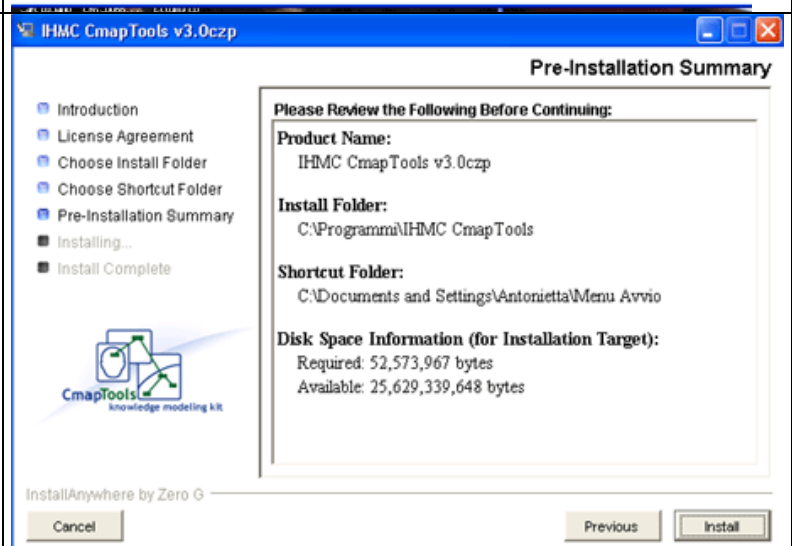 IHMC CmapTools v3.0czp
Pre-Installation Summary
Introduction
License Agreement
Choose Install Folder
Choose Shortcut Folder
Pre-Installation Summary
Installing...
Install Complete
CmapTools
knowledge modeling kit
Please Review the Following Before Continuing:
Product Name:
IHMC CmapTools v3.0czp
Install Folder:
C:\Programmi\IHMC CmapTools
Shortcut Folder:
C:\Documents and Settings\Antonietta\Menu Avvio
Disk Space Information (for Installation Target):
Required: 52,573,967 bytes
Available: 25,629,339,648 bytes
InstallAnywhere by Zero G
Cancel
Previous
Install